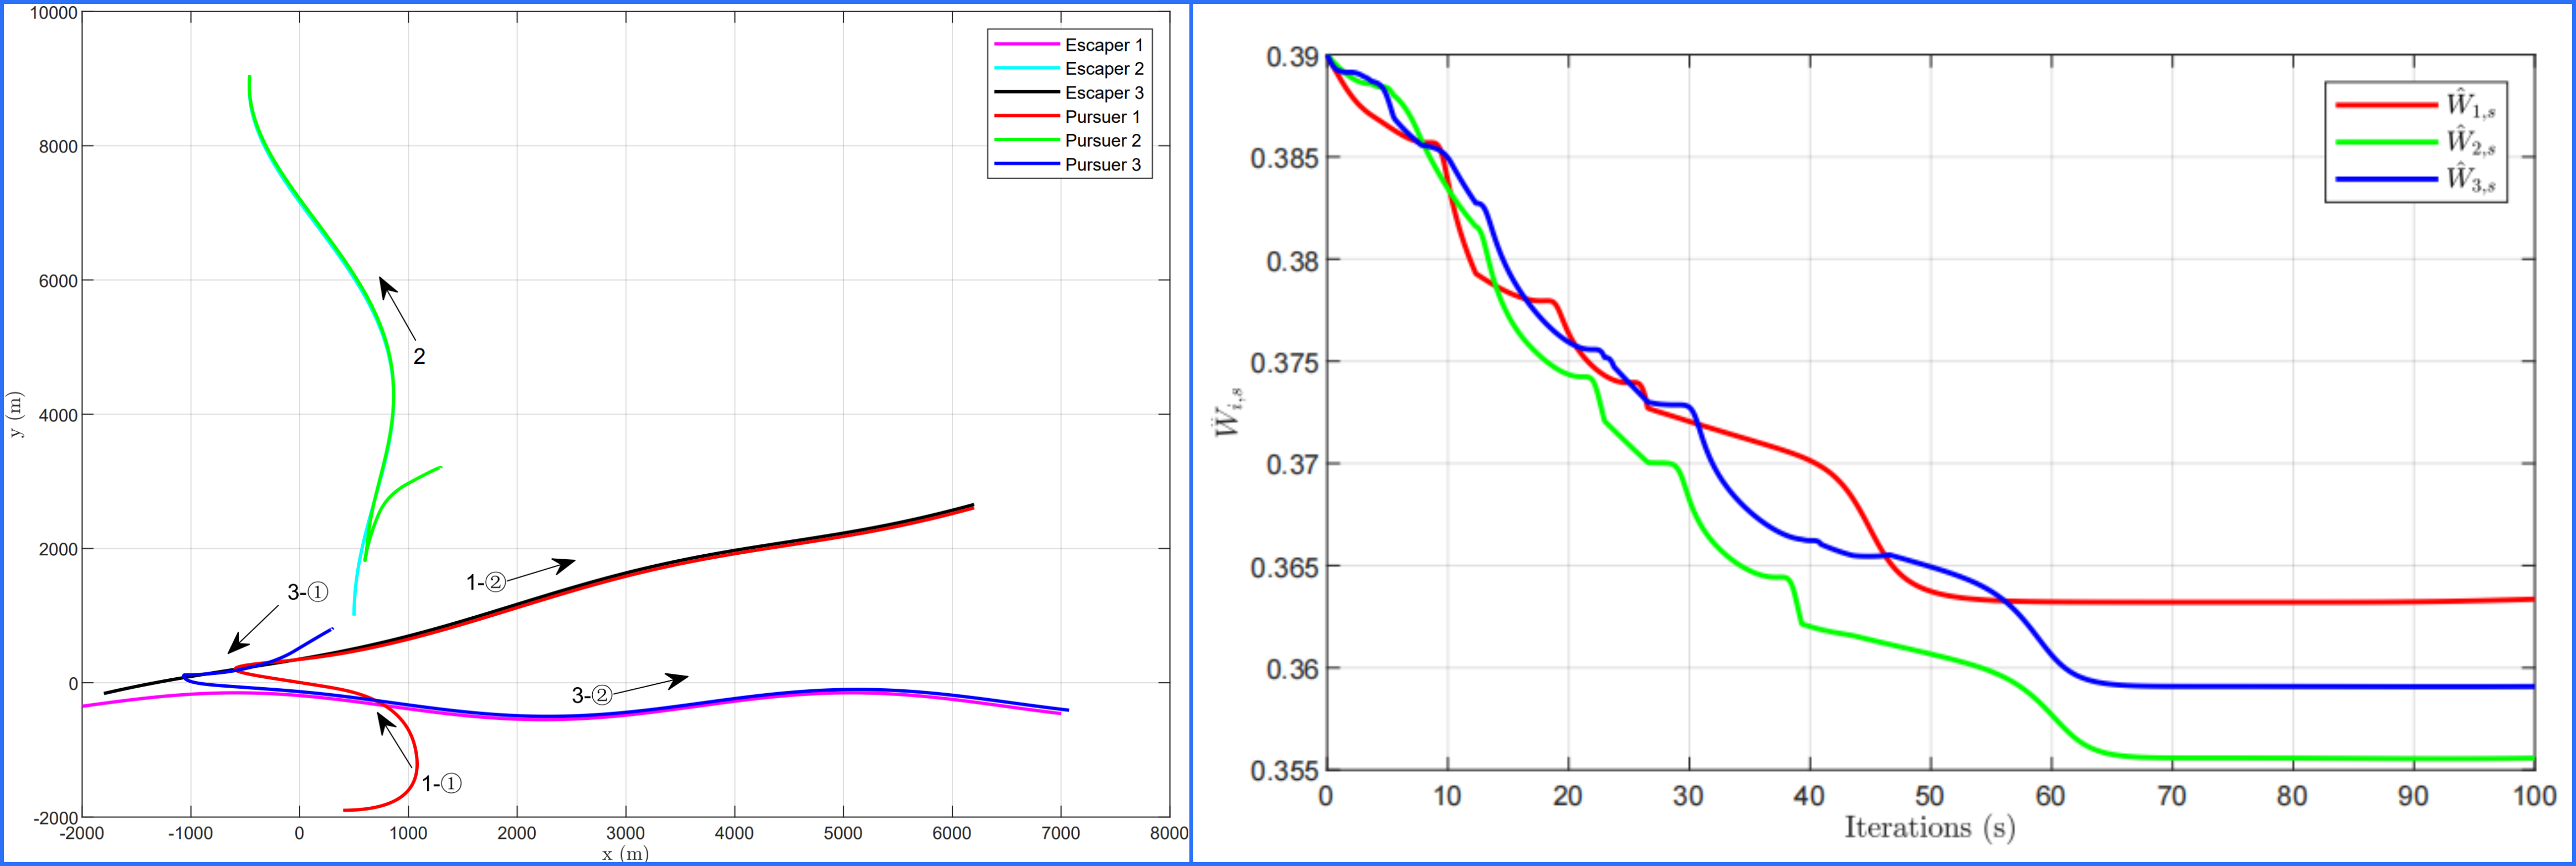 10000
8000
6000
4000
2000
0
-2000
y (m)
-2000 -1000 0 1000 2000 3000 4000 5000 6000 7000 8000
x (m)
Escaper 1
Escaper 2
Escaper 3
Pursuer 1
Pursuer 2
Pursuer 3
2
1-②
3-①
3-②
1-①
0.39
0.385
0.38
0.375
0.37
0.365
0.36
0.355
Ŵi,s
0 10 20 30 40 50 60 70 80 90 100
Iterations (s)
Ŵ1,s
Ŵ2,s
Ŵ3,s